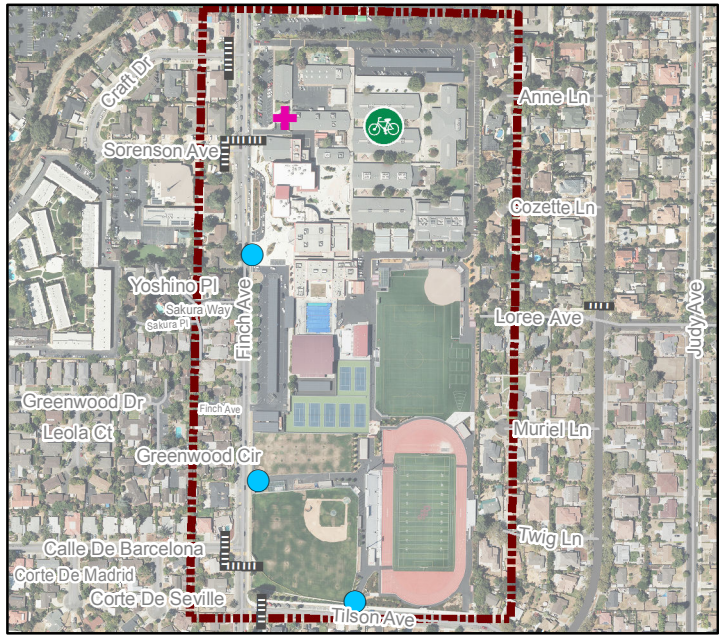 Craft Dr
Anne Ln
Sorenson Ave
Cozette Ln
Yoshino Pl
Sakura Way
Sakura Pl
Finch Ave
Loree Ave
Judy Ave
Greenwood Dr
Finch Ave
Leola Ct
Muriel Ln
Greenwood Cir
Twig Ln
Calle De Barcelona
Corte De Madrid
Corte De Seville
Tilson Ave